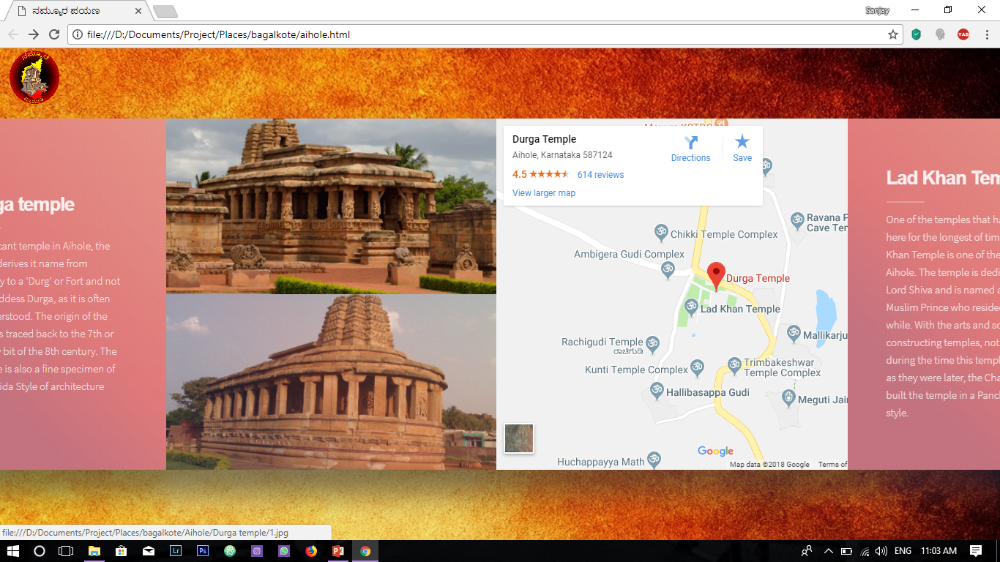 ನಮ್ಮೂರ ಪಯಣ
Sanjay
file:///D:/Documents/Project/Places/bagalkote/aihole.html
YAB
ನಮ್ಮೂರ
ga temple
cant temple in Aihole, the
derives it name from
y to a 'Durg' or Fort and not
ddess Durga, as it is often
erstood. The origin of the
s traced back to the 7th or
y bit of the 8th century. The
e is also a fine specimen of
ida Style of architecture
Durga Temple
Aihole, Karnataka 587124
4.5 614 reviews
View larger map
Directions
Save
Ravana P
Cave Ten
Chikki Temple Complex
Ambigera Gudi Complex
Durga Temple
Lad Khan Temple
Mallikarju
Rachigudi Temple
ರಾಚಿಗುಡಿ
Kunti Temple Complex
Trimbakeshwar
Temple Complex
Hallibasappa Gudi
Meguti Jain
Huchappayya Math
Google
Map data ©2018 Google Terms of
Lad Khan Tem
One of the temples that ha
here for the longest of tim
Khan Temple is one of the
Aihole. The temple is dedi
Lord Shiva and is named a
Muslim Prince who reside
while. With the arts and sc
constructing temples, not
during the time this templ
as they were later, the Cha
built the temple in a Panch
style.
file:///D:/Documents/Project/Places/bagalkote/Aihole/Durga temple/1.jpg
Lr
Ps
ENG
11:03 AM